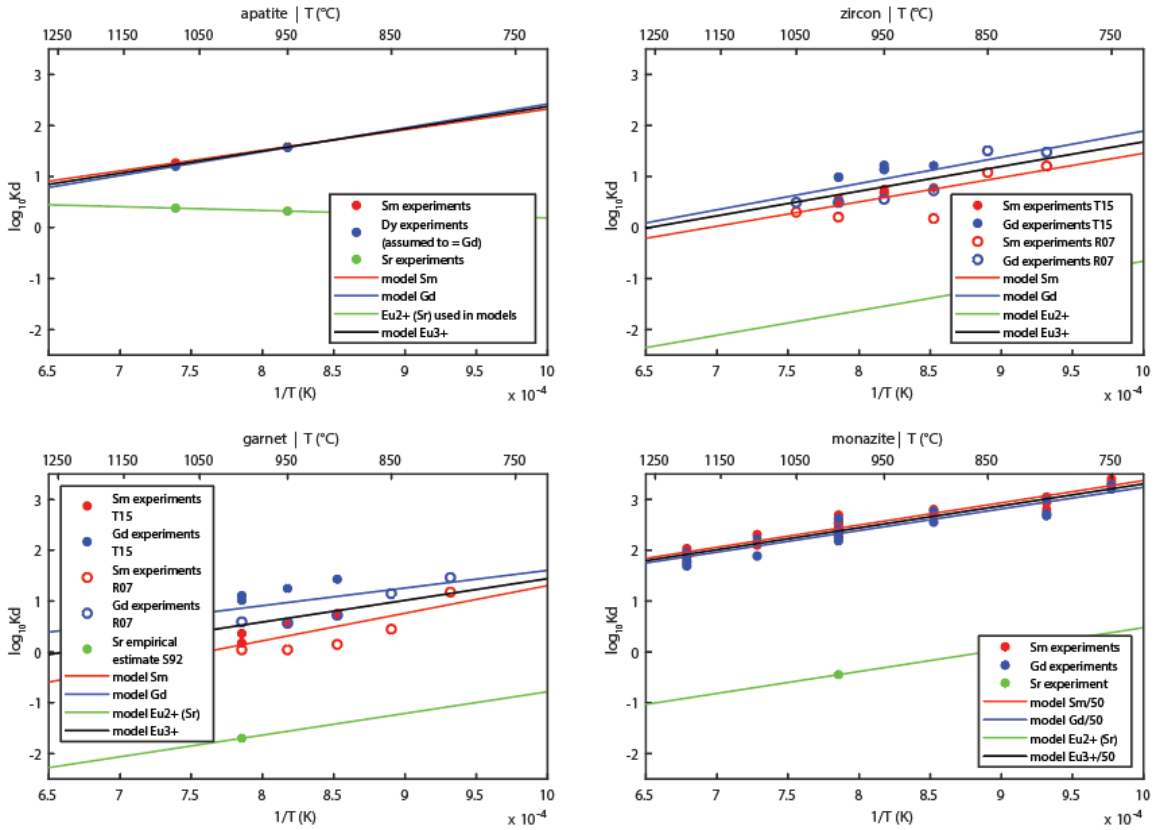 apatite | T (°C)
1250 1150 1050 950 850 750
3
2
1
0
-1
-2
log10Kd
Sm experiments
Dy experiments
(assumed to = Gd)
Sr experiments
model Sm
model Gd
Eu2+ (Sr) used in models
model Eu3+
6.5 7 7.5 8 8.5 9 9.5 10
1/T (K)
x 10-4
zircon | T (°C)
1250 1150 1050 950 850 750
3
2
1
0
-1
-2
log10Kd
Sm experiments T15
Gd experiments T15
Sm experiments R07
Gd experiments R07
model Sm
model Gd
model Eu2+
model Eu3+
6.5 7 7.5 8 8.5 9 9.5 10
1/T (K)
x 10-4
garnet | T (°C)
1250 1150 1050 950 850 750
3
2
1
0
-1
-2
log10Kd
Sm experiments
T15
Gd experiments
T15
Sm experiments
R07
Gd experiments
R07
Sr empirical
estimate S92
model Sm
model Gd
model Eu2+ (Sr)
model Eu3+
6.5 7 7.5 8 8.5 9 9.5 10
1/T (K)
x 10-4
monazite | T (°C)
1250 1150 1050 950 850 750
3
2
1
0
-1
-2
log10Kd
Sm experiments
Gd experiments
Sr experiment
model Sm/50
model Gd/50
model Eu2+ (Sr)
model Eu3+/50
6.5 7 7.5 8 8.5 9 9.5 10
1/T (K)
x 10-4